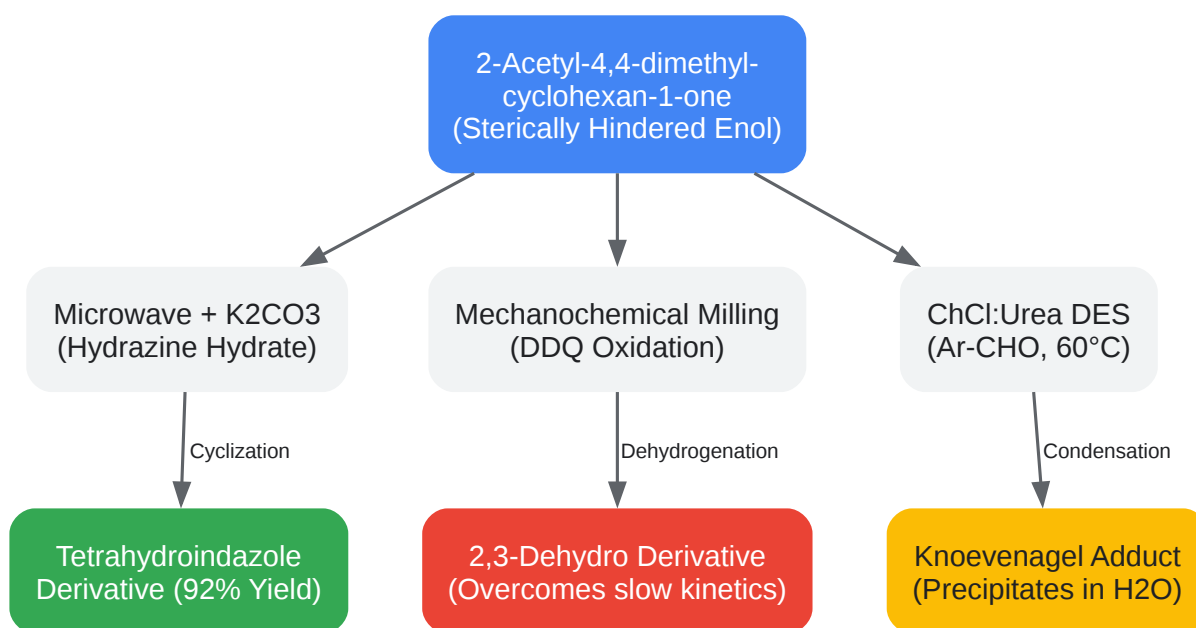 2-Acetyl-4,4-dimethyl-
cyclohexan-1-one
(Sterically Hindered Enol)
Microwave + K2CO3
(Hydrazine Hydrate)
Mechanochemical Milling
(DDQ Oxidation)
ChCl:Urea DES
(Ar-CHO, 60°C)
Cyclization
Dehydrogenation
Condensation
Tetrahydroindazole
Derivative (92% Yield)
2,3-Dehydro Derivative
(Overcomes slow kinetics)
Knoevenagel Adduct
(Precipitates in H2O)